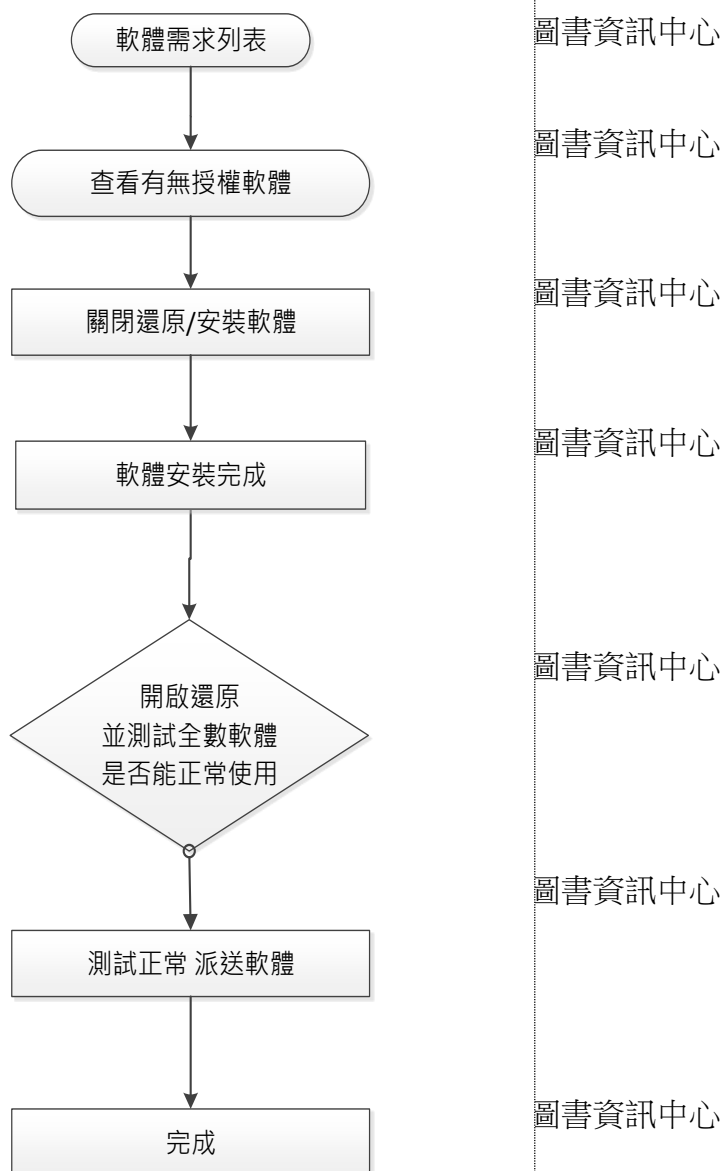 軟體需求列表
圖書資訊中心
查看有無授權軟體
圖書資訊中心
關閉還原/安裝軟體
圖書資訊中心
軟體安裝完成
圖書資訊中心
開啟還原
並測試全數軟體
是否能正常使用
圖書資訊中心
測試正常 派送軟體
圖書資訊中心
完成
圖書資訊中心